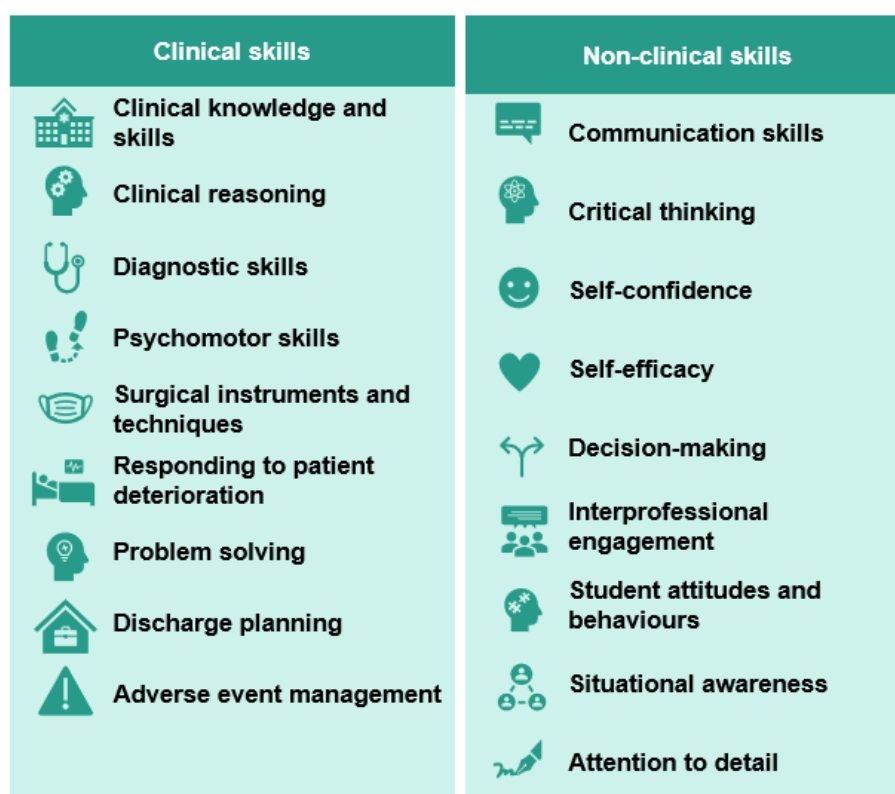 Clinical skills
Clinical knowledge and
skills
Clinical reasoning
Diagnostic skills
Psychomotor skills
Surgical instruments and
techniques
Responding to patient
deterioration
Problem solving
Discharge planning
Adverse event management
Non-clinical skills
Communication skills
Critical thinking
Self-confidence
Self-efficacy
Decision-making
Interprofessional
engagement
Student attitudes and
behaviours
Situational awareness
Attention to detail